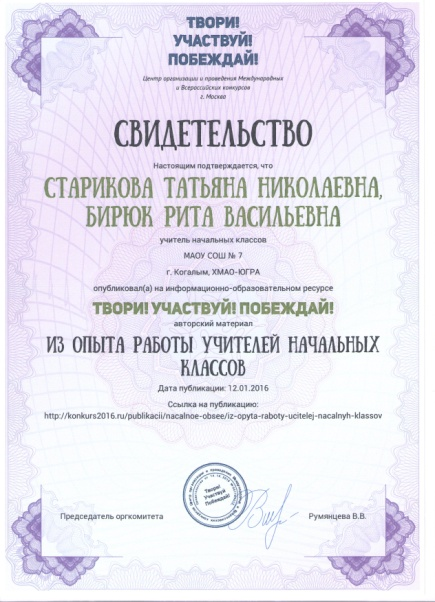 ТВОРИ!
УЧАСТВУЙ!
ПОБЕЖДАЙ!
Центр организации и проведения Международных
и Всероссийских конкурсов
г. Москва
СВИДЕТЕЛЬСТВО
Настоящим подтверждается, что
СТАРИКОВА ТАТЬЯНА НИКОЛАЕВНА,
БИРЮК РИТА ВАСИЛЬЕВНА
учитель начальных классов
МАОУ СОШ № 7
г. Когалым, ХМАО-ЮГРА
опубликовал(а) на информационно-образовательном ресурсе
ТВОРИ! УЧАСТВУЙ! ПОБЕЖДАЙ!
авторский материал
ИЗ ОПЫТА РАБОТЫ УЧИТЕЛЕЙ НАЧАЛЬНЫХ
КЛАССОВ
Дата публикации: 12.01.2016
Ссылка на публикацию:
http://konkurs2016.ru/publikacii/nacalnoe-obsee/iz-opyta-raboty-ucitelej-nacalnyh-klassov
Твори!
Участвуй!
Побеждай!
Председатель оргкомитета
Румянцева В.В.